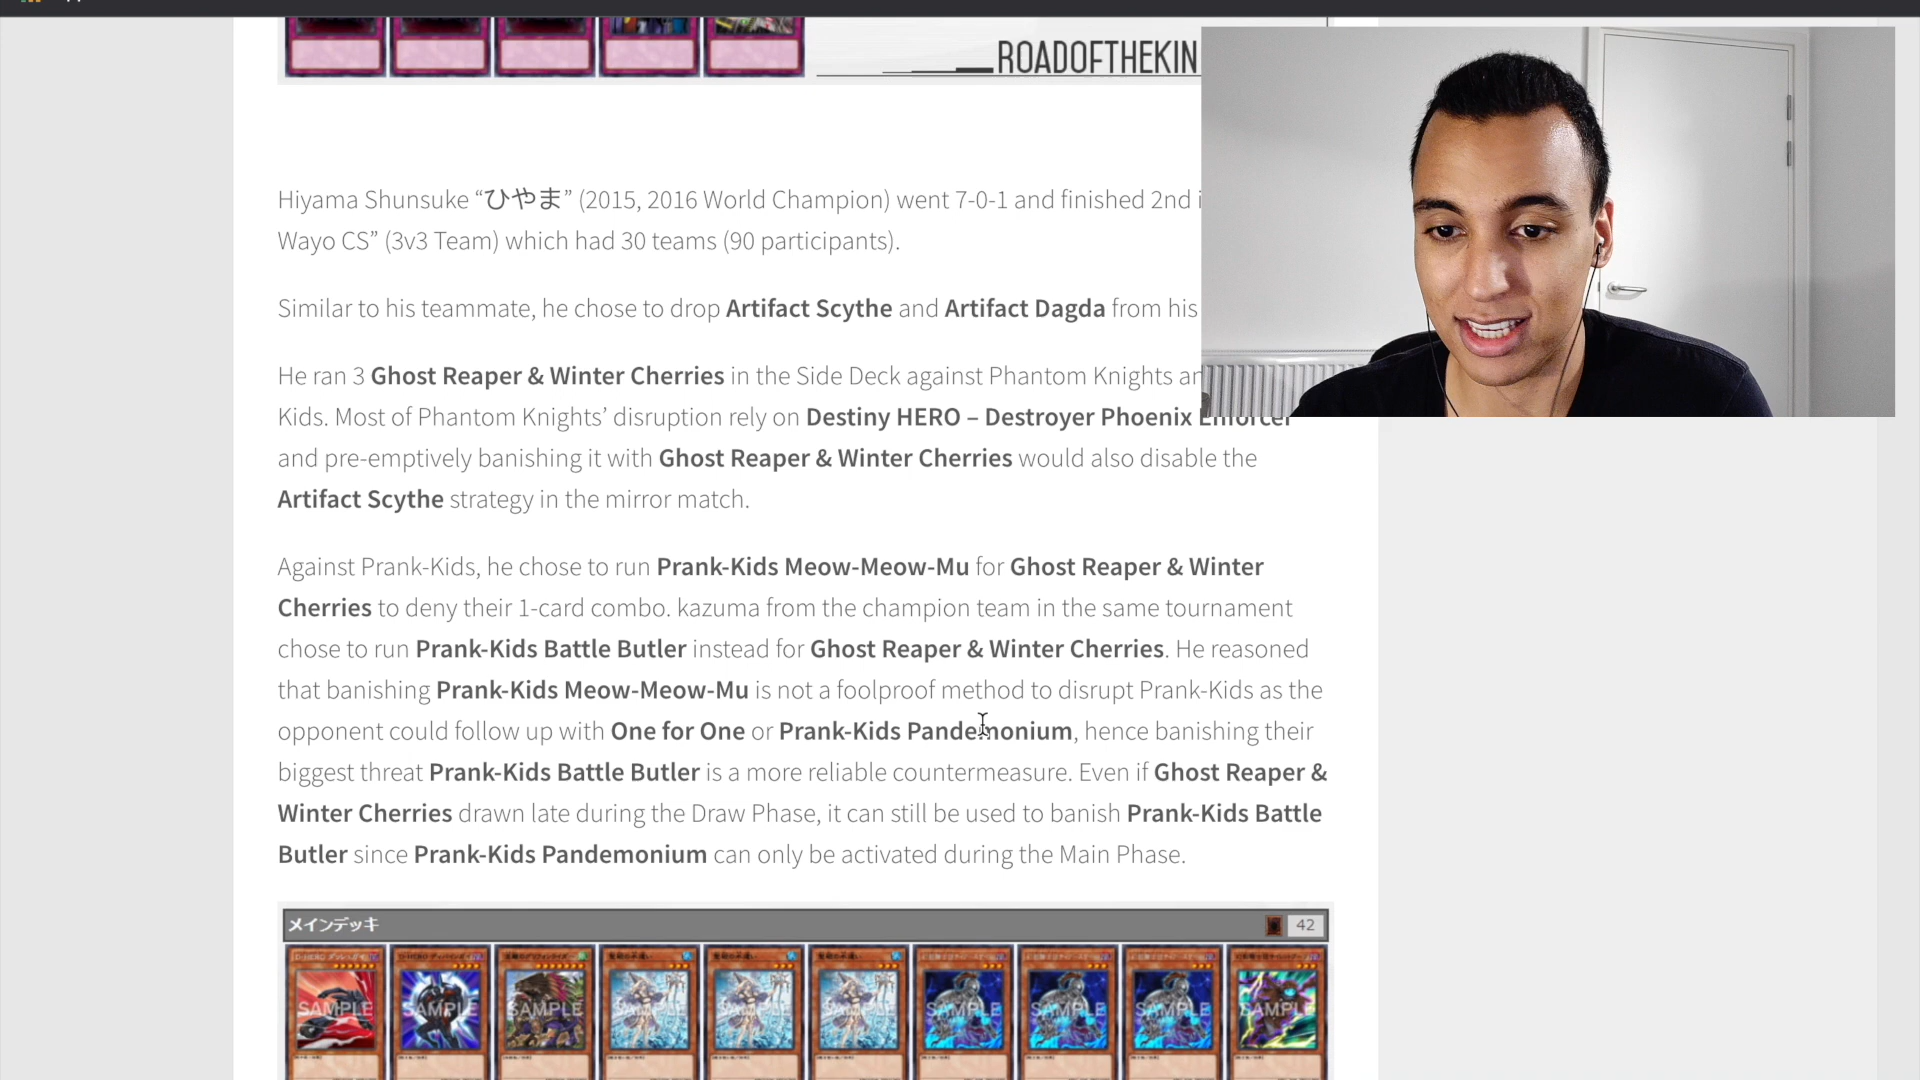 ROADOFTHEKIN
Hiyama Shunsuke “ひやま” (2015, 2016 World Champion) went 7-0-1 and finished 2nd i
Wayo CS” (3v3 Team) which had 30 teams (90 participants).
Similar to his teammate, he chose to drop Artifact Scythe and Artifact Dagda from his
He ran 3 Ghost Reaper & Winter Cherries in the Side Deck against Phantom Knights an
Kids. Most of Phantom Knights’ disruption rely on Destiny HERO – Destroyer Phoenix Enforcer
and pre-emptively banishing it with Ghost Reaper & Winter Cherries would also disable the
Artifact Scythe strategy in the mirror match.
Against Prank-Kids, he chose to run Prank-Kids Meow-Meow-Mu for Ghost Reaper & Winter
Cherries to deny their 1-card combo. kazuma from the champion team in the same tournament
chose to run Prank-Kids Battle Butler instead for Ghost Reaper & Winter Cherries. He reasoned
that banishing Prank-Kids Meow-Meow-Mu is not a foolproof method to disrupt Prank-Kids as the
opponent could follow up with One for One or Prank-Kids Pandemonium, hence banishing their
biggest threat Prank-Kids Battle Butler is a more reliable countermeasure. Even if Ghost Reaper &
Winter Cherries drawn late during the Draw Phase, it can still be used to banish Prank-Kids Battle
Butler since Prank-Kids Pandemonium can only be activated during the Main Phase.
メインデッキ 42
SAMPLE SAMPLE SAMPLE SAMPLE SAMPLE SAMPLE SAMPLE SAMPLE SAMPLE SAMPLE